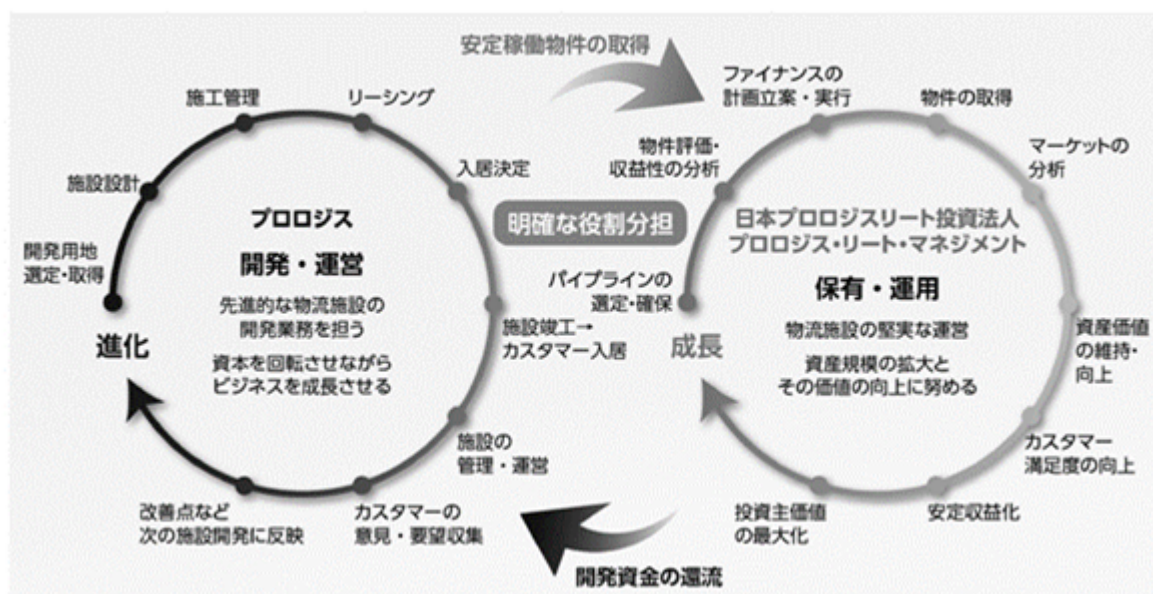 安定稼働物件の取得
施工管理
リーシング
施設設計
入居決定
開発用地
選定・取得
プロロジス
開発・運営
先進的な物流施設の
開発業務を担う
資本を回転させながら
ビジネスを成長させる
進化
施設竣工→
カスタマー入居
施設の
管理・運営
カスタマーの
意見・要望収集
改善点など
次の施設開発に反映
明確な役割分担
ファイナンスの
計画立案・実行
物件の取得
物件評価・
収益性の分析
マーケットの
分析
日本プロロジスリート投資法人
プロロジス・リート・マネジメント
パイプラインの
選定・確保
保有・運用
成長
物流施設の堅実な運営
資産規模の拡大と
その価値の向上に努める
資産価値
の維持・
向上
カスタマー
満足度の向上
安定収益化
投資主価値
の最大化
開発資金の還流